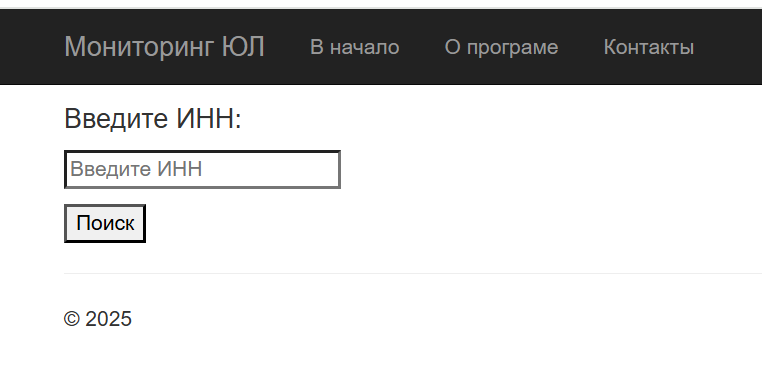 Мониторинг ЮЛ В начало О програме Контакты
Введите ИНН:
Введите ИНН
Поиск
© 2025